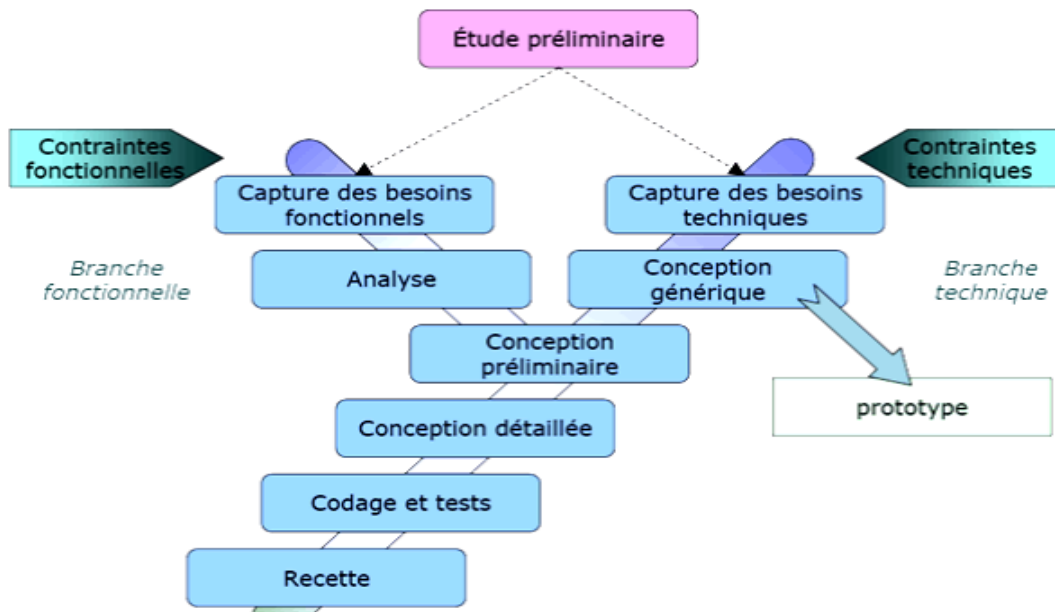 Étude préliminaire
Contraintes
fonctionnelles
Contraintes
techniques
Capture des besoins
fonctionnels
Capture des besoins
techniques
Branche
fonctionnelle
Analyse
Conception
générique
Branche
technique
Conception
préliminaire
prototype
Conception détaillée
Codage et tests
Recette